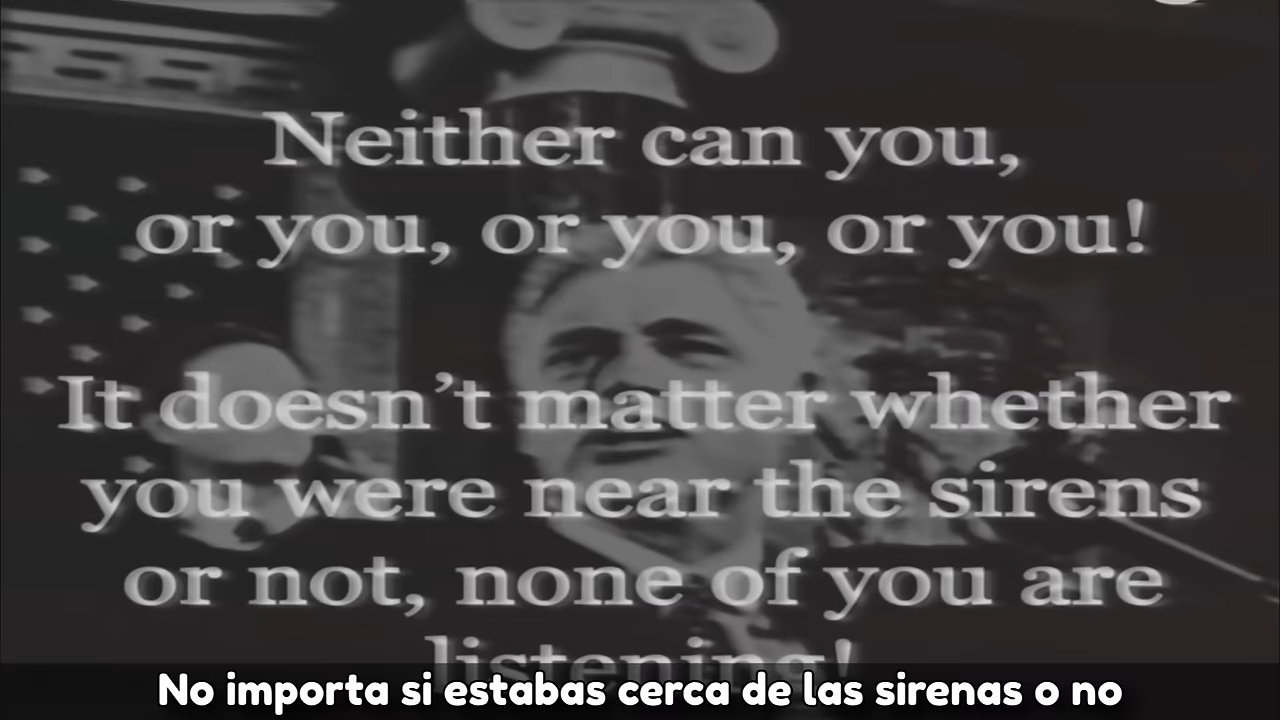 Neither can you,
or you, or you, or you!
It doesn't matter whether
you were near the sirens
or not, none of you are
listening!
No importa si estabas cerca de las sirenas o no